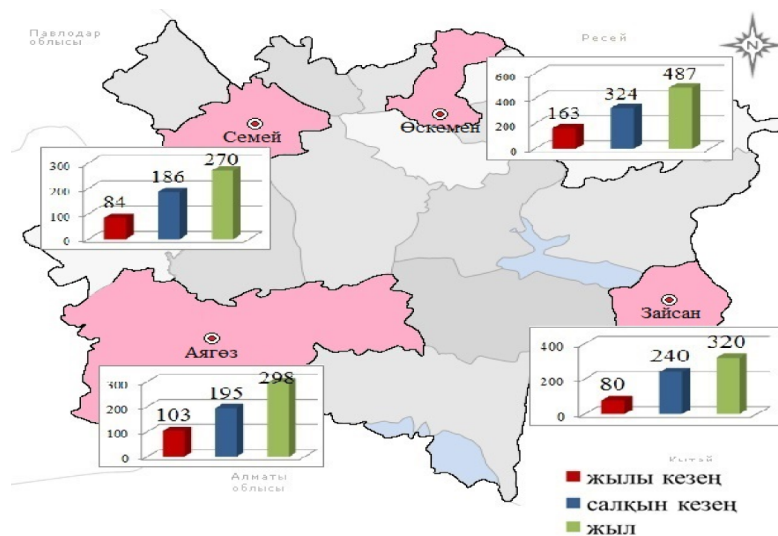 Павлодар
облысы
Ресей
N
600
400
200
0
163
324
487
Өскемен
Семей
300
200
100
0
84
186
270
Зайсан
Аягөз
400
200
0
80
240
320
300
200
100
0
103
195
298
Алматы
облысы
Кытай
жылы кезең
салқын кезең
жыл